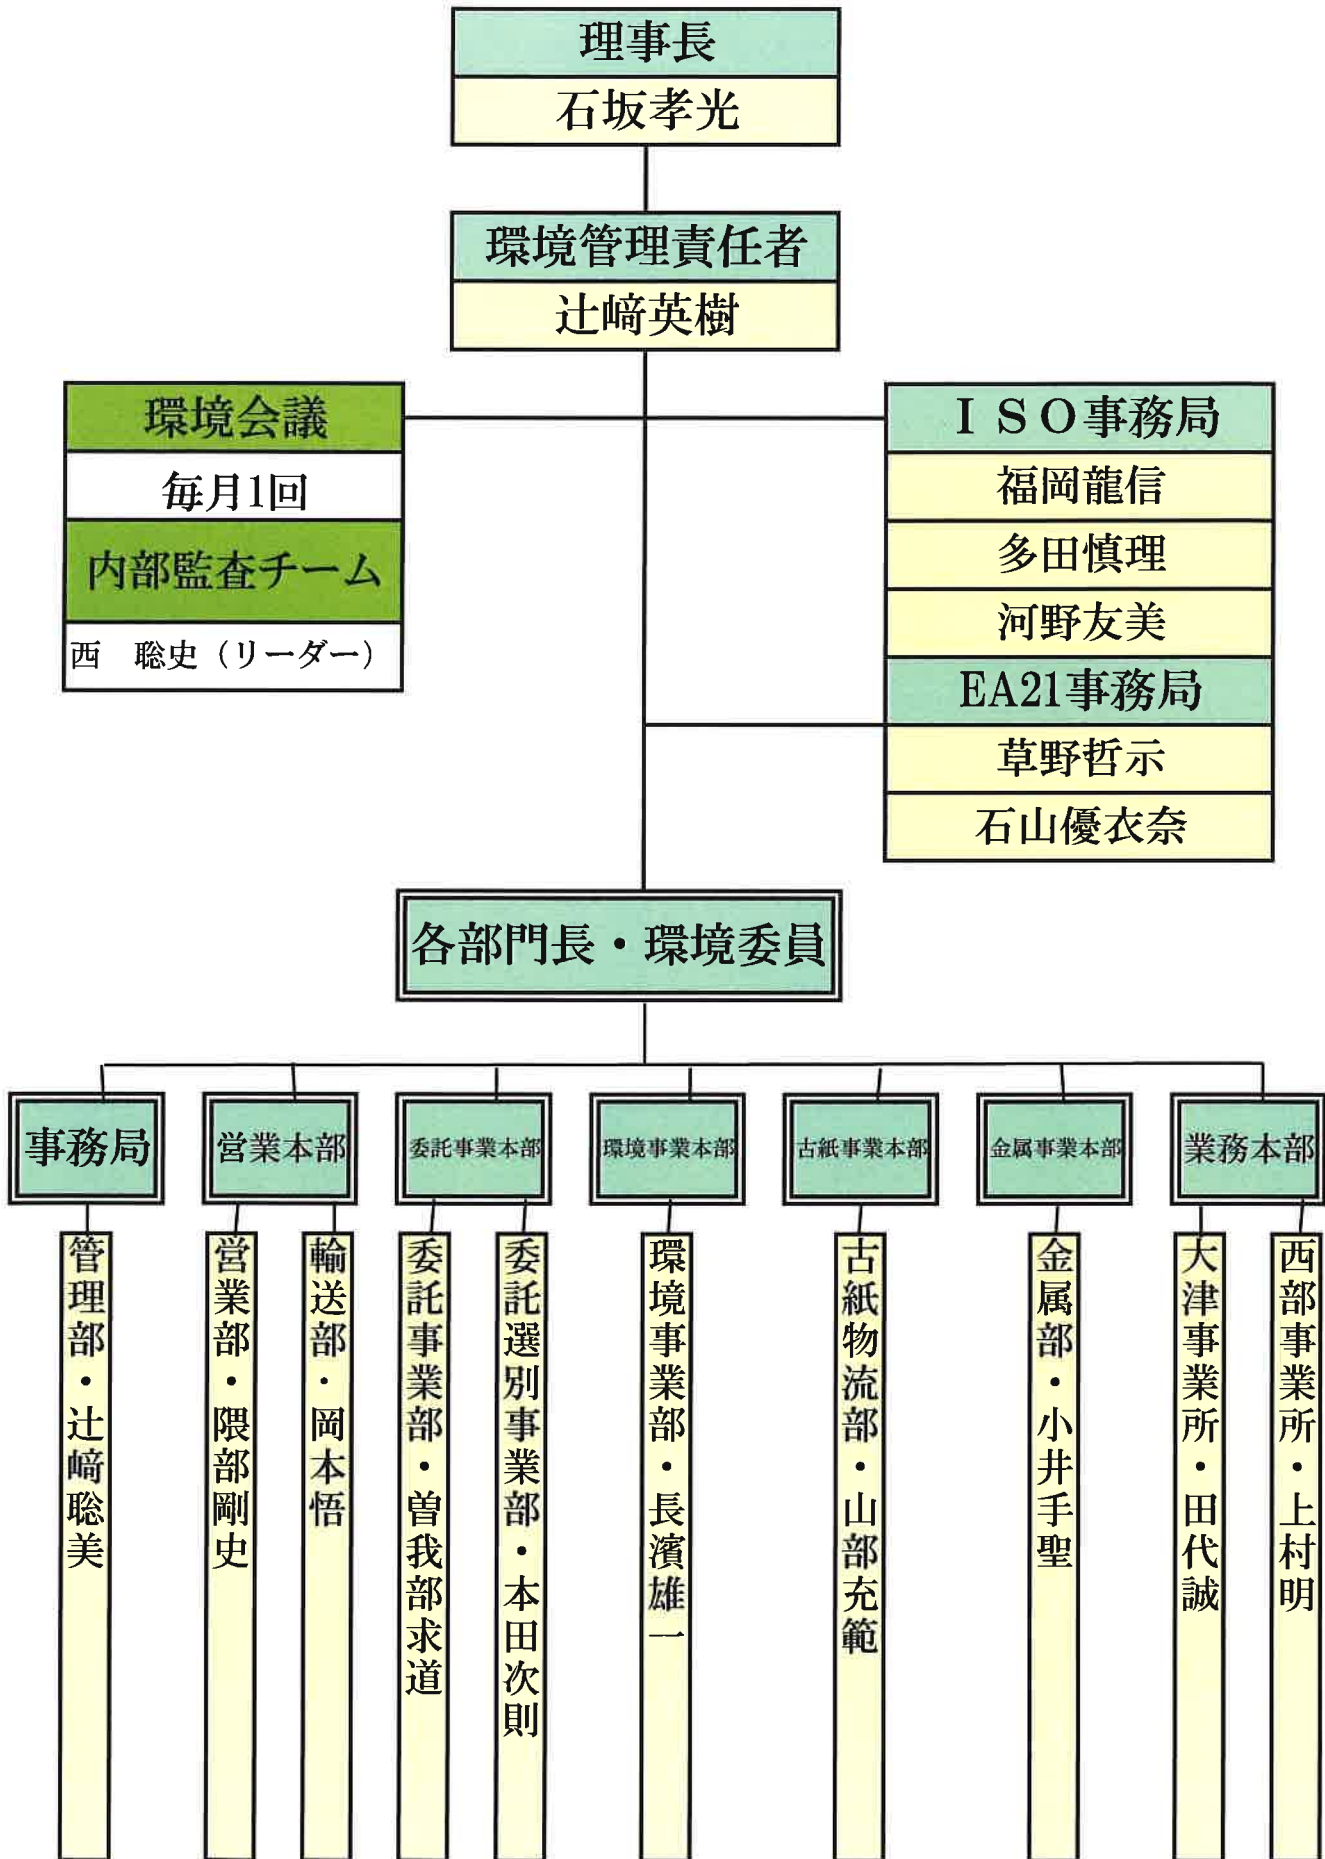 理事長
石坂孝光
環境管理責任者
辻﨑英樹
環境会議
毎月1回
内部監査チーム
西　聡史（リーダー）
ＩＳＯ事務局
福岡龍信
多田慎理
河野友美
EA21事務局
草野哲示
石山優衣奈
各部門長・環境委員
事務局
営業本部
委託事業本部
環境事業本部
古紙事業本部
金属事業本部
業務本部
管理部・辻﨑聡美
営業部・隈部剛史
輸送部・岡本悟
委託事業部・曽我部求道
委託選別事業部・本田次則
環境事業部・長濱雄一
古紙物流部・山部充範
金属部・小井手聖
大津事業所・田代誠
西部事業所・上村明